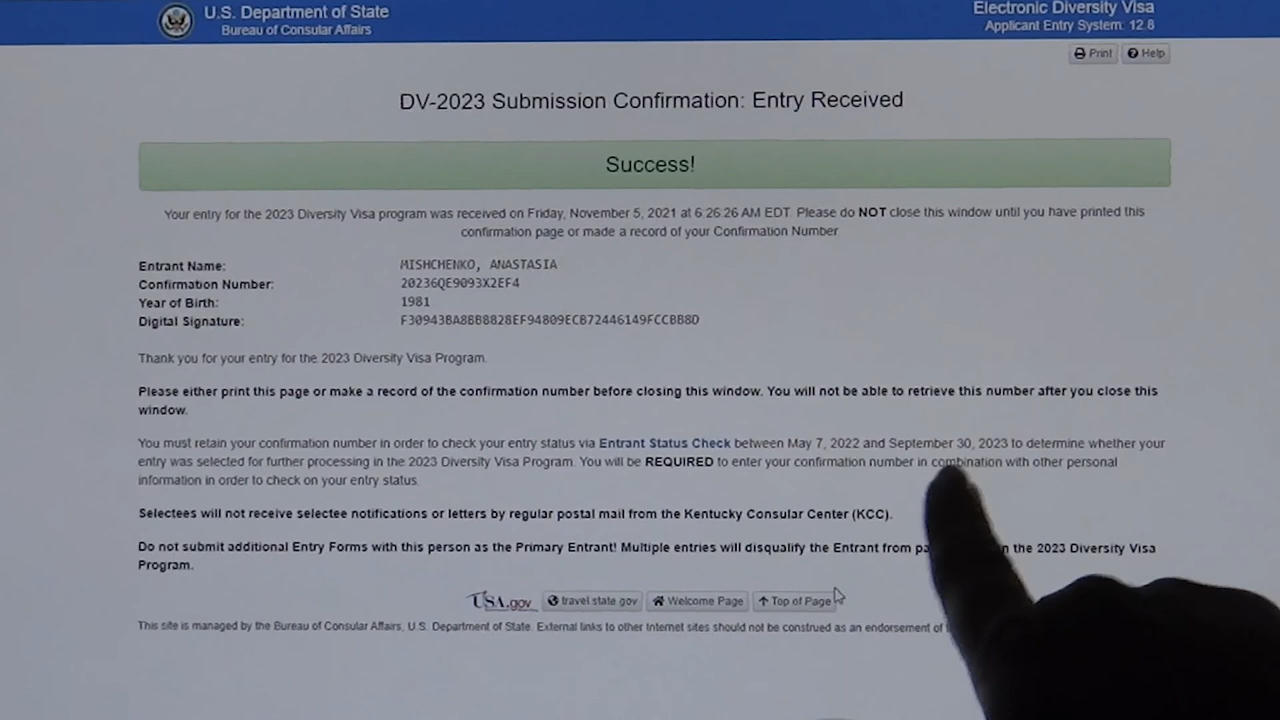 U.S. Department of State
Bureau of Consular Affairs
Electronic Diversity Visa
Applicant Entry System: 12.8
Print
Help
DV-2023 Submission Confirmation: Entry Received
Success!
Your entry for the 2023 Diversity Visa program was received on Friday, November 5, 2021 at 6:26:26 AM EDT. Please do NOT close this window until you have printed this
confirmation page or made a record of your Confirmation Number
Entrant Name: MISHCHENKO, ANASTASIA
Confirmation Number: 20236QE9093X2EF4
Year of Birth: 1981
Digital Signature: F30943BA8BB8828EF94809ECB72446149FCCBB8D
Thank you for your entry for the 2023 Diversity Visa Program.
Please either print this page or make a record of the confirmation number before closing this window. You will not be able to retrieve this number after you close this
window.
You must retain your confirmation number in order to check your entry status via Entrant Status Check between May 7, 2022 and September 30, 2023 to determine whether your
entry was selected for further processing in the 2023 Diversity Visa Program. You will be REQUIRED to enter your confirmation number in combination with other personal
information in order to check on your entry status.
Selectees will not receive selectee notifications or letters by regular postal mail from the Kentucky Consular Center (KCC).
Do not submit additional Entry Forms with this person as the Primary Entrant! Multiple entries will disqualify the Entrant from the 2023 Diversity Visa
Program.
USA.gov
travel.state.gov
Welcome Page
Top of Page
This site is managed by the Bureau of Consular Affairs, U.S. Department of State. External links to other Internet sites should not be construed as an endorsement of